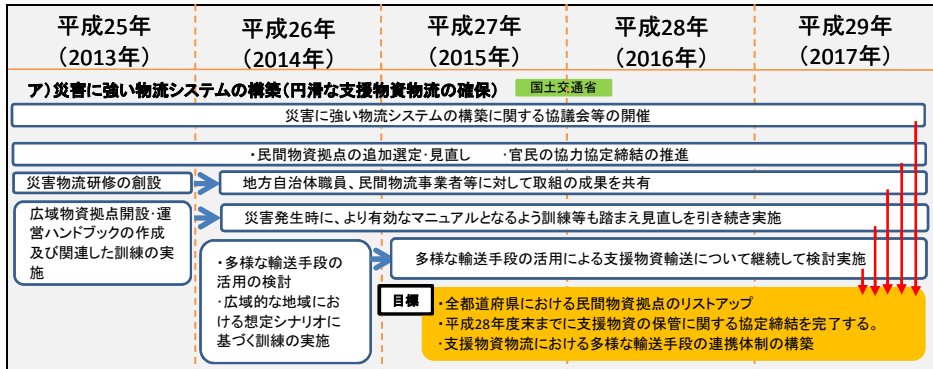 平成25年
（2013年）
平成26年
（2014年）
平成27年
（2015年）
平成28年
（2016年）
平成29年
（2017年）
ア）災害に強い物流システムの構築（円滑な支援物資物流の確保）
国土交通省
災害に強い物流システムの構築に関する協議会等の開催
・民間物資拠点の追加選定・見直し　　・官民の協力協定締結の推進
災害物流研修の創設
地方自治体職員、民間物流事業者等に対して取組の成果を共有
広域物資拠点開設・運
営ハンドブックの作成
及び関連した訓練の実
施
災害発生時に、より有効なマニュアルとなるよう訓練等も踏まえ見直しを引き続き実施
・多様な輸送手段の
活用の検討
・広域的な地域にお
ける想定シナリオに
基づく訓練の実施
多様な輸送手段の活用による支援物資輸送について継続して検討実施
目標
・全都道府県における民間物資拠点のリストアップ
・平成28年度末までに支援物資の保管に関する協定締結を完了する。
・支援物資物流における多様な輸送手段の連携体制の構築